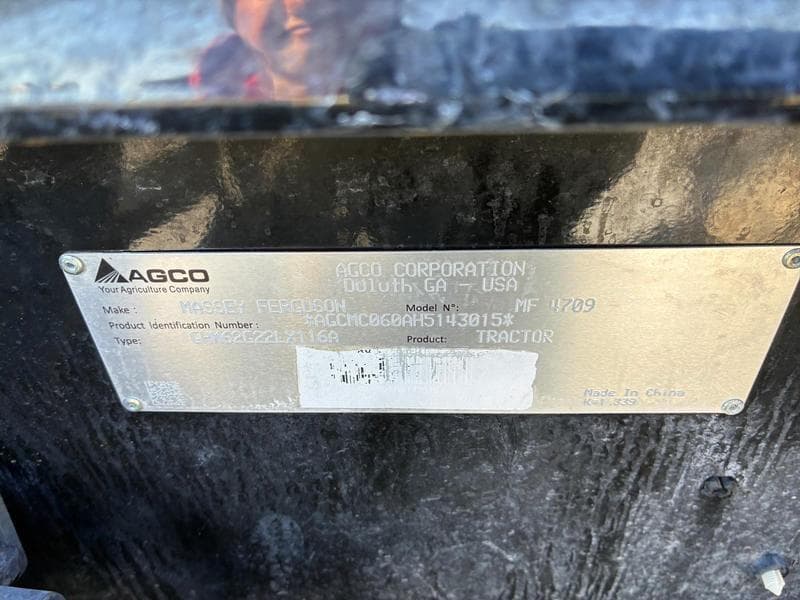 AGCO
Your Agriculture Company
AGCO CORPORATION
Duluth GA - USA
Make : MASSEY FERGUSON Model N°: MF 4709
Product Identification Number : *AGCMC060AH5143015*
Type: Product: TRACTOR
Made In China